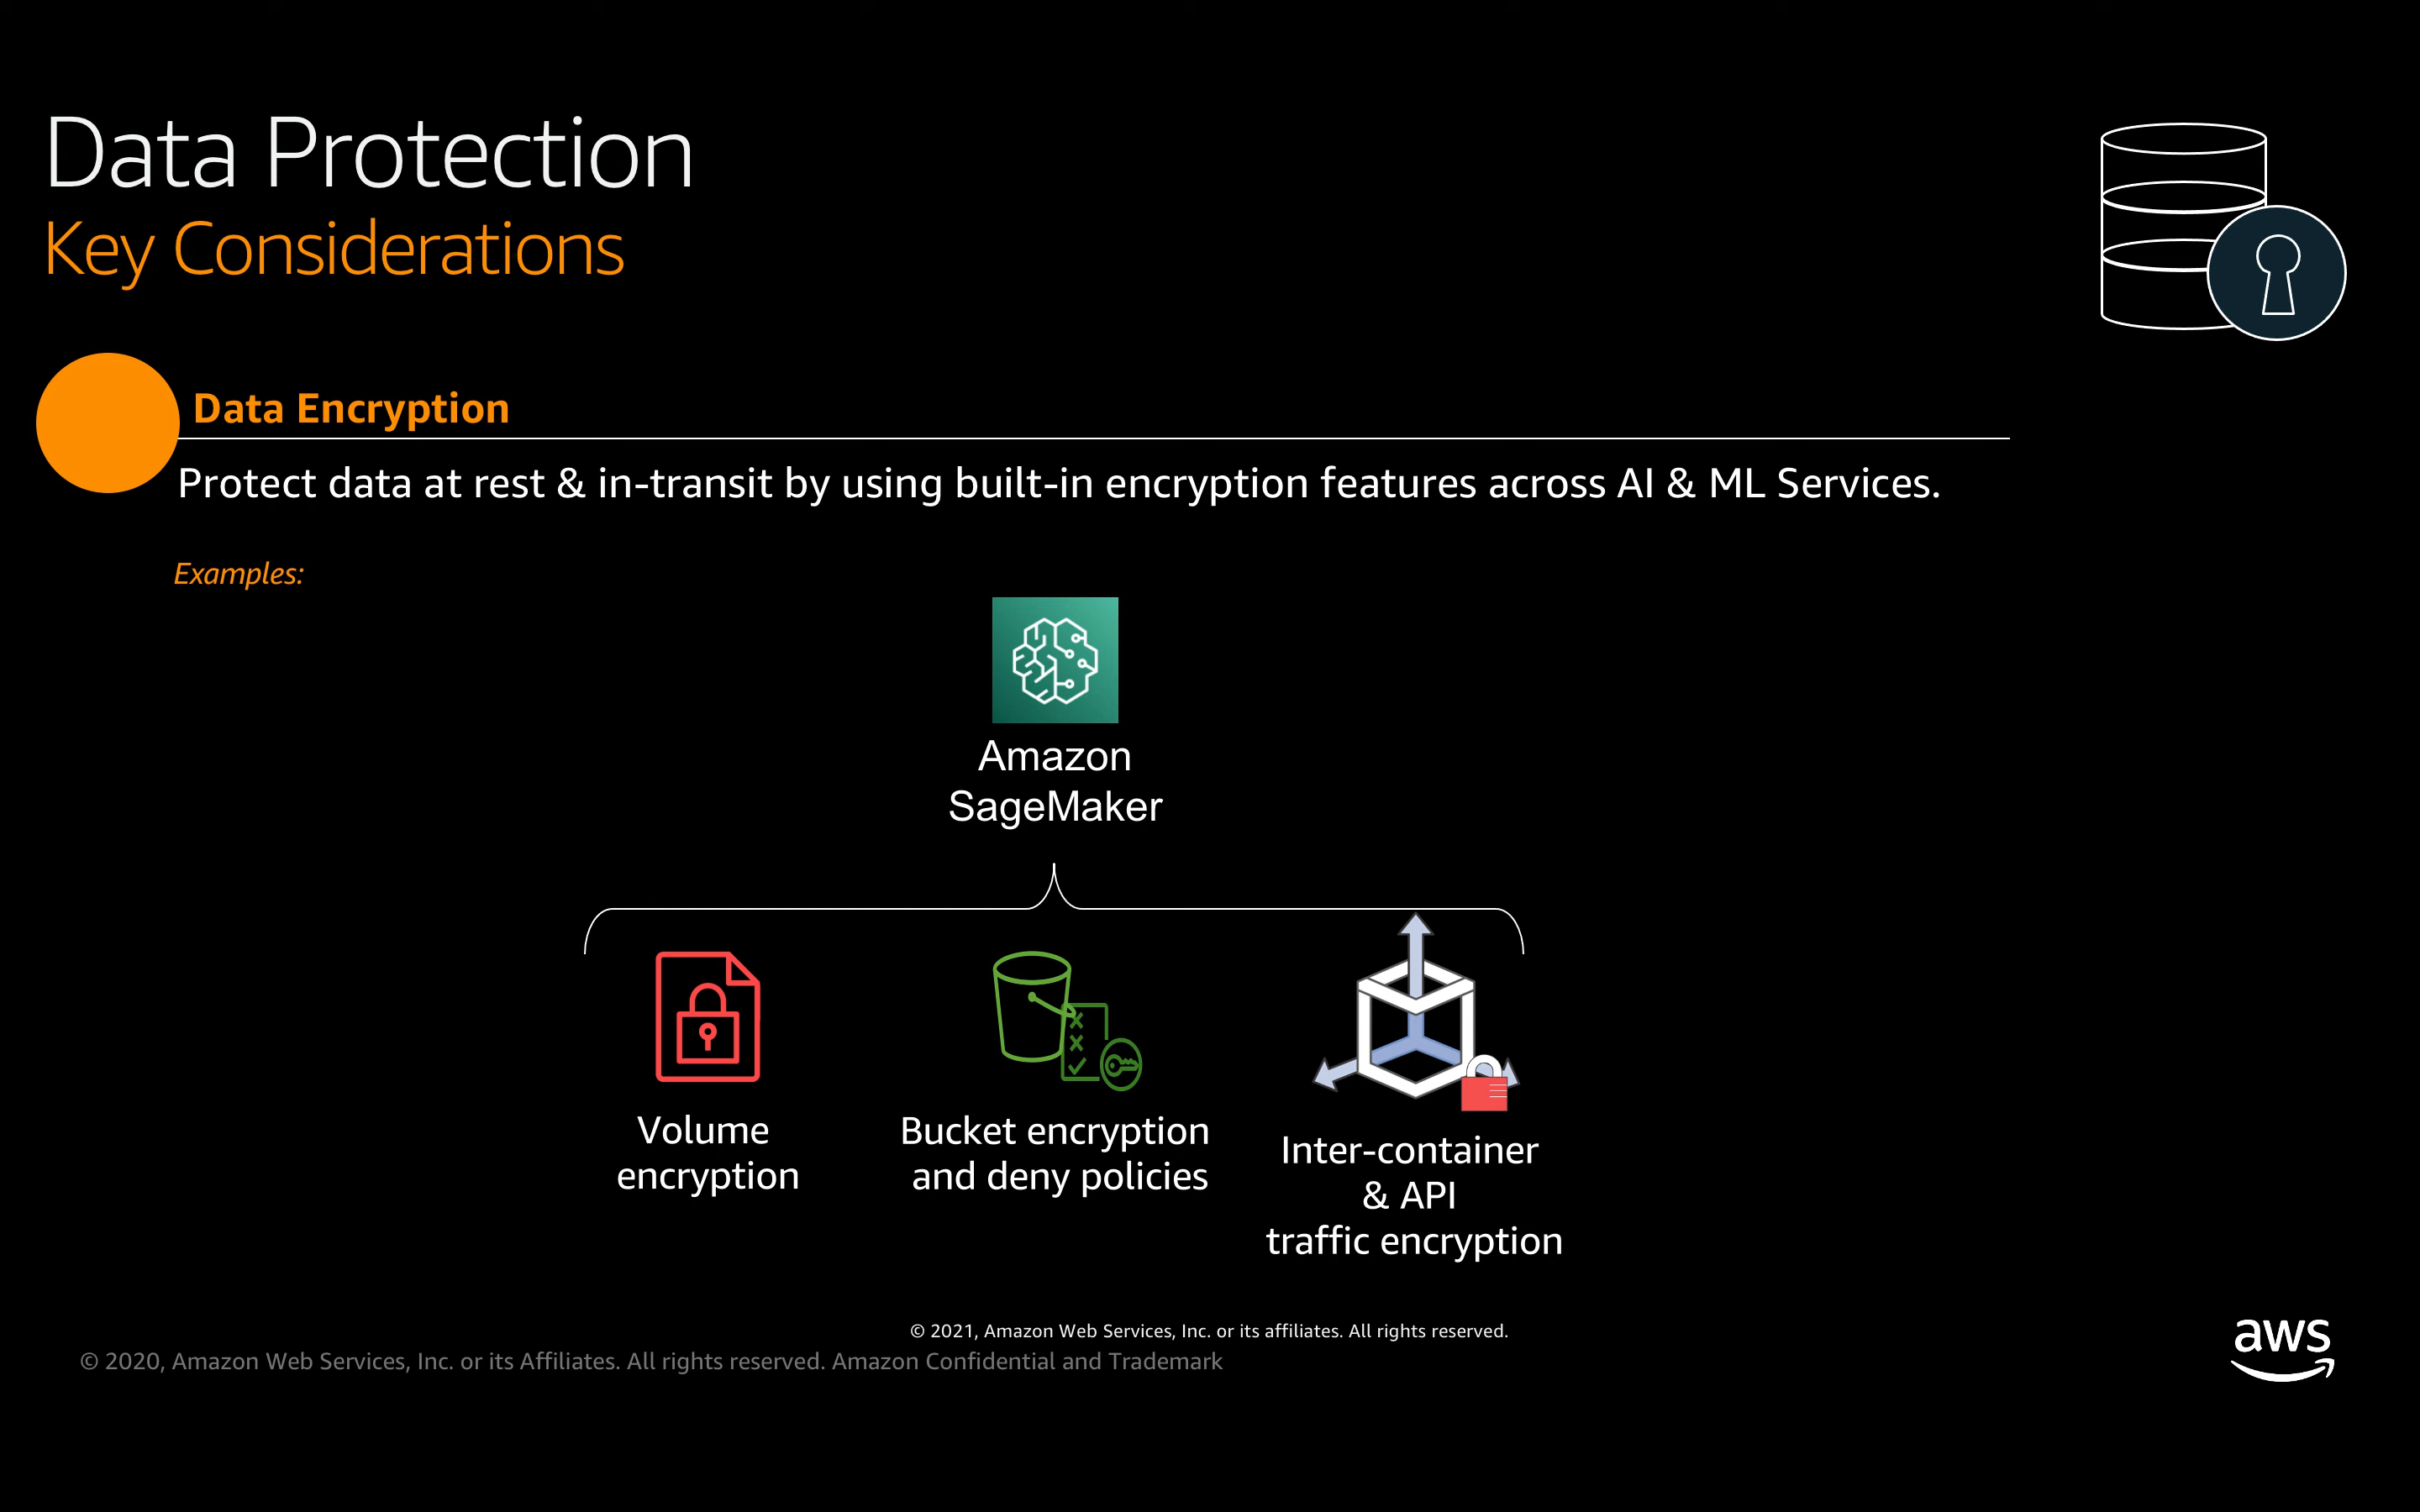 Data Protection
Key Considerations
Data Encryption
Protect data at rest & in-transit by using built-in encryption features across AI & ML Services.
Examples:
Amazon
SageMaker
Volume
encryption
Bucket encryption
and deny policies
Inter-container
& API
traffic encryption
© 2021, Amazon Web Services, Inc. or its affiliates. All rights reserved.
© 2020, Amazon Web Services, Inc. or its Affiliates. All rights reserved. Amazon Confidential and Trademark
aws